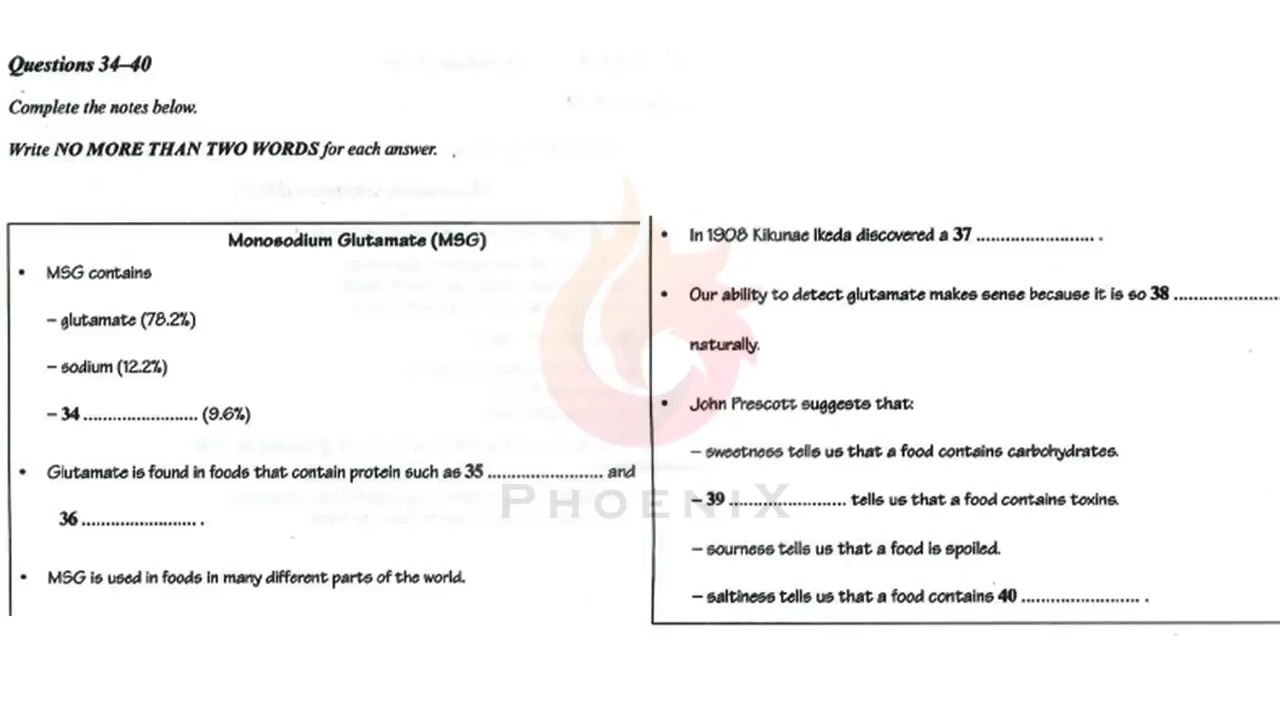 Questions 34–40
Complete the notes below.
Write NO MORE THAN TWO WORDS for each answer.
Monosodium Glutamate (MSG)
• MSG contains
– glutamate (78.2%)
– sodium (12.2%)
– 34 ........................ (9.6%)
• Glutamate is found in foods that contain protein such as 35 ........................ and
36 ........................ .
• MSG is used in foods in many different parts of the world.
• In 1908 Kikunae Ikeda discovered a 37 ........................ .
• Our ability to detect glutamate makes sense because it is so 38 ......................
naturally.
• John Prescott suggests that:
– sweetness tells us that a food contains carbohydrates.
– 39 ........................ tells us that a food contains toxins.
– sourness tells us that a food is spoiled.
– saltiness tells us that a food contains 40 ........................ .
PHOENIX